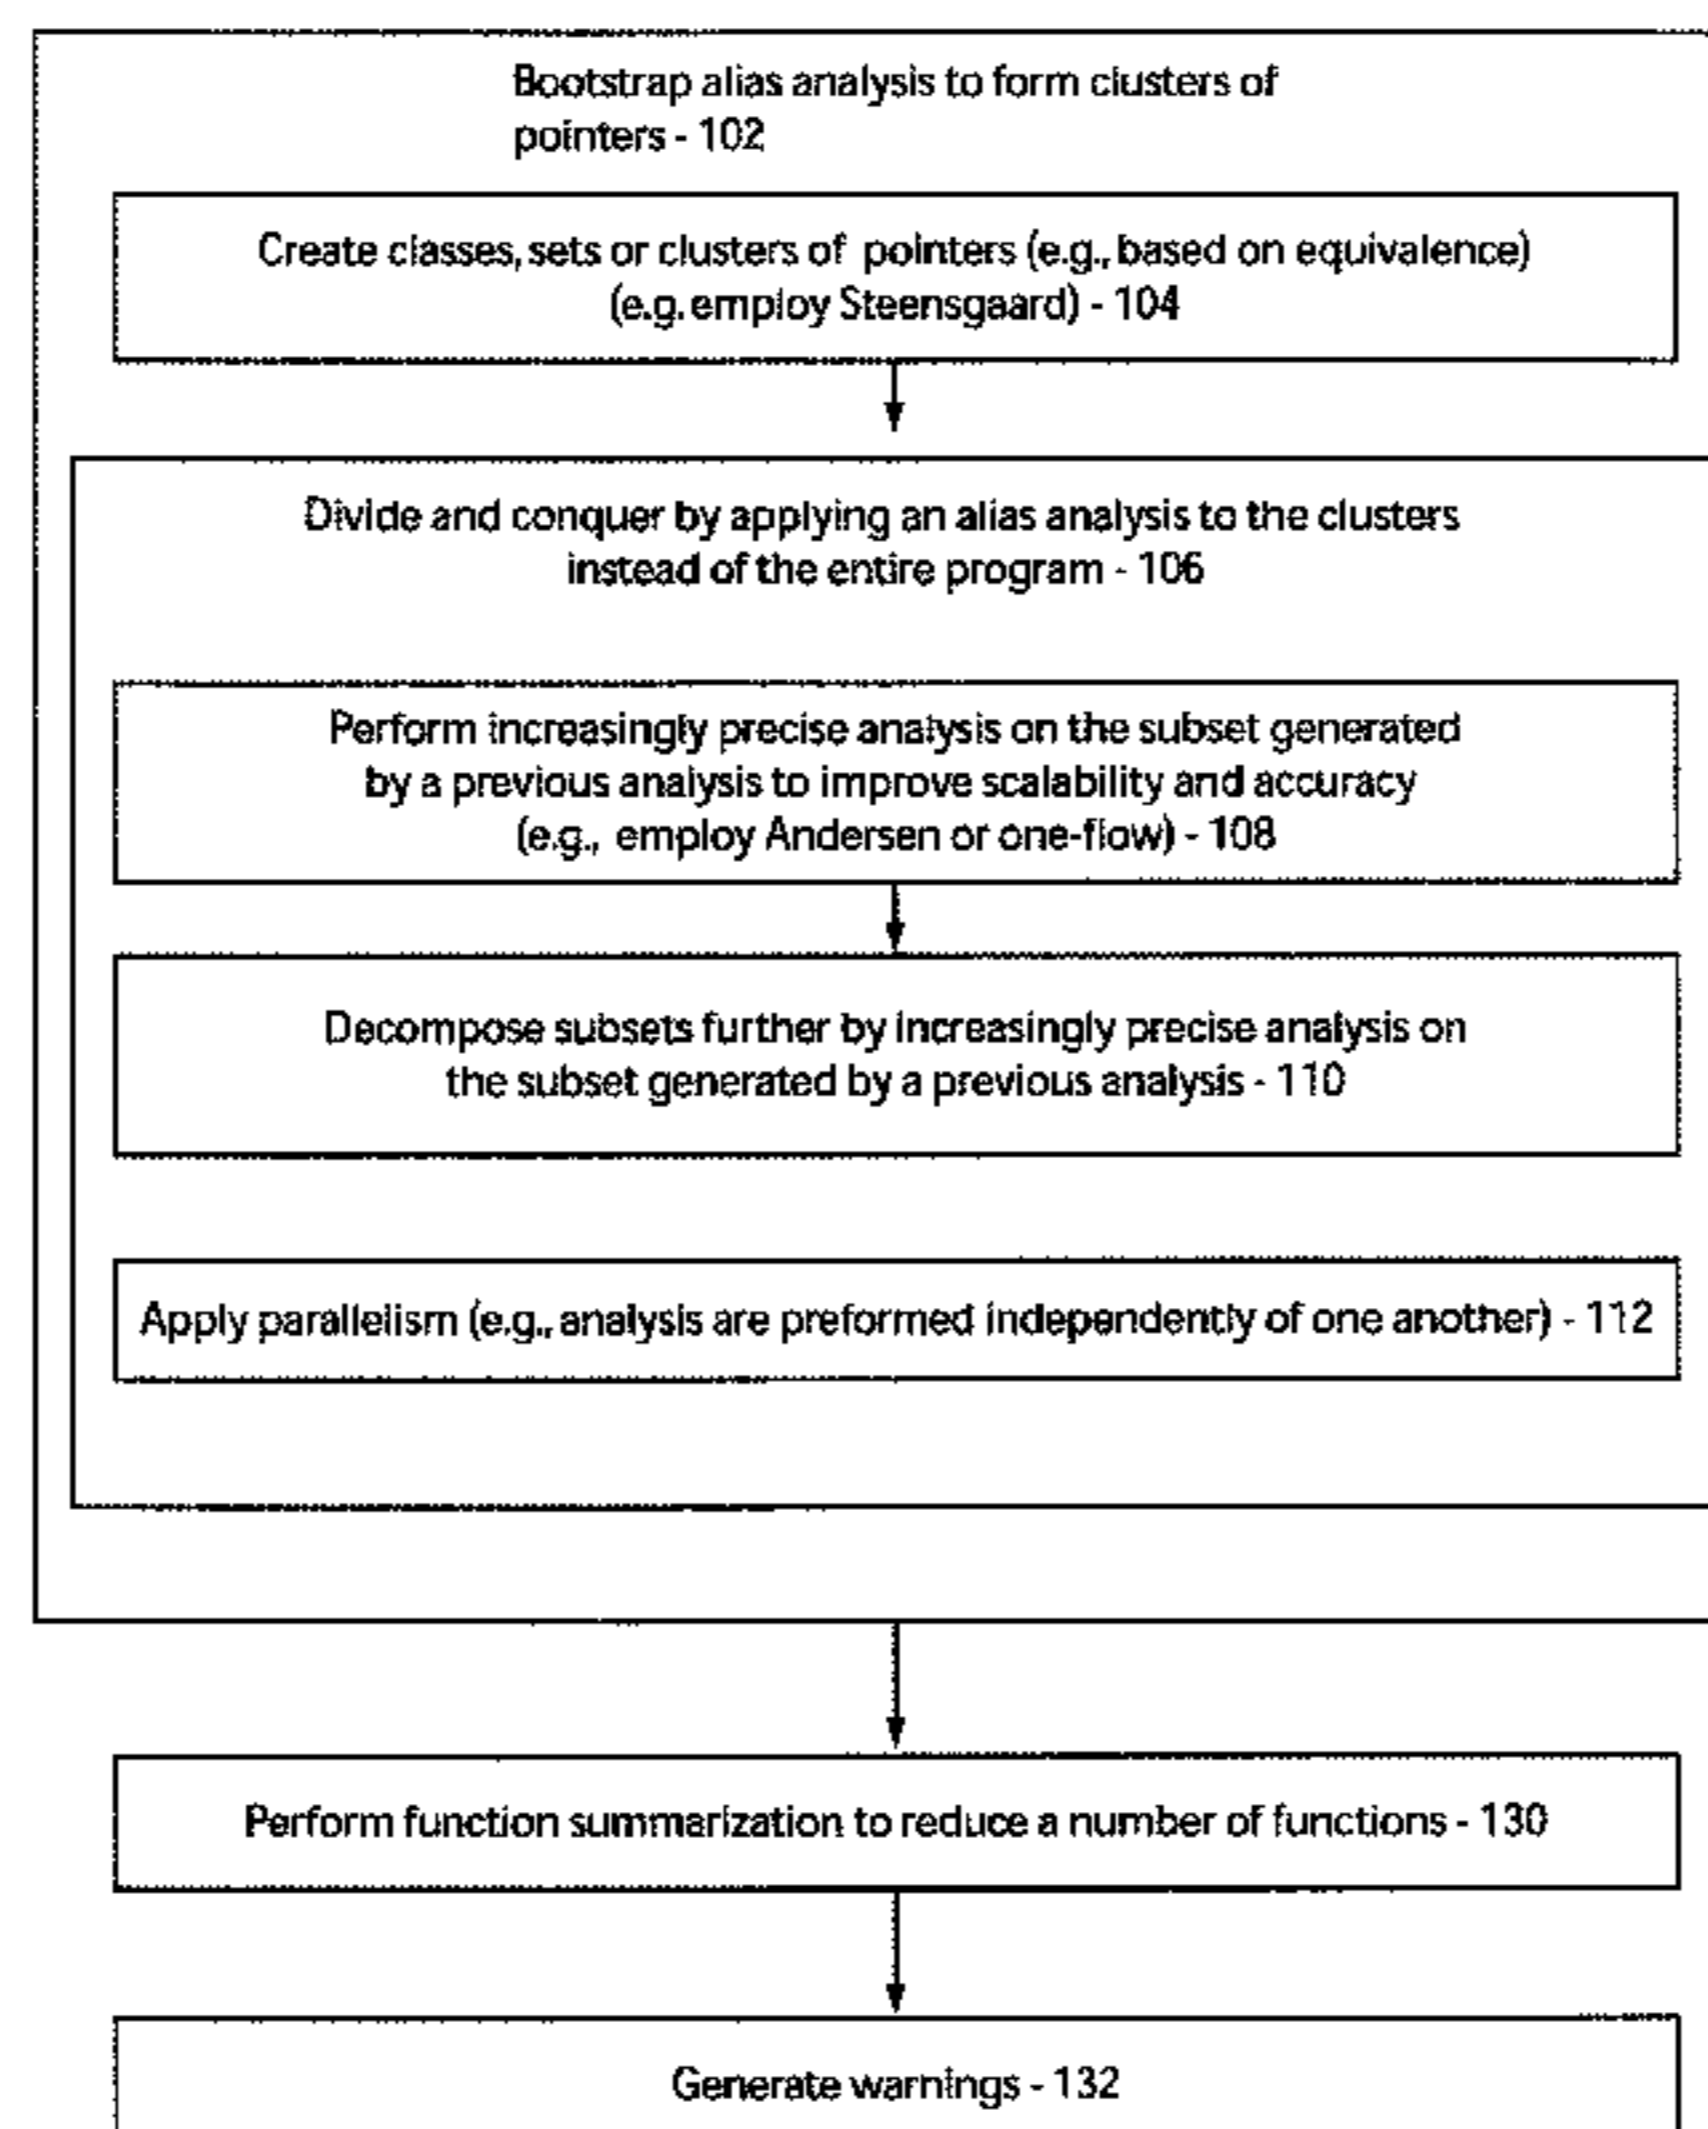 Bootstrap alias analysis to form clusters of
pointers - 102
Create classes, sets or clusters of pointers (e.g., based on equivalence)
(e.g. employ Steensgaard) - 104
Divide and conquer by applying an alias analysis to the clusters
instead of the entire program - 106
Perform increasingly precise analysis on the subset generated
by a previous analysis to improve scalability and accuracy
(e.g., employ Andersen or one-flow) - 108
Decompose subsets further by increasingly precise analysis on
the subset generated by a previous analysis - 110
Apply parallelism (e.g., analysis are preformed independently of one another) - 112
Perform function summarization to reduce a number of functions - 130
Generate warnings - 132